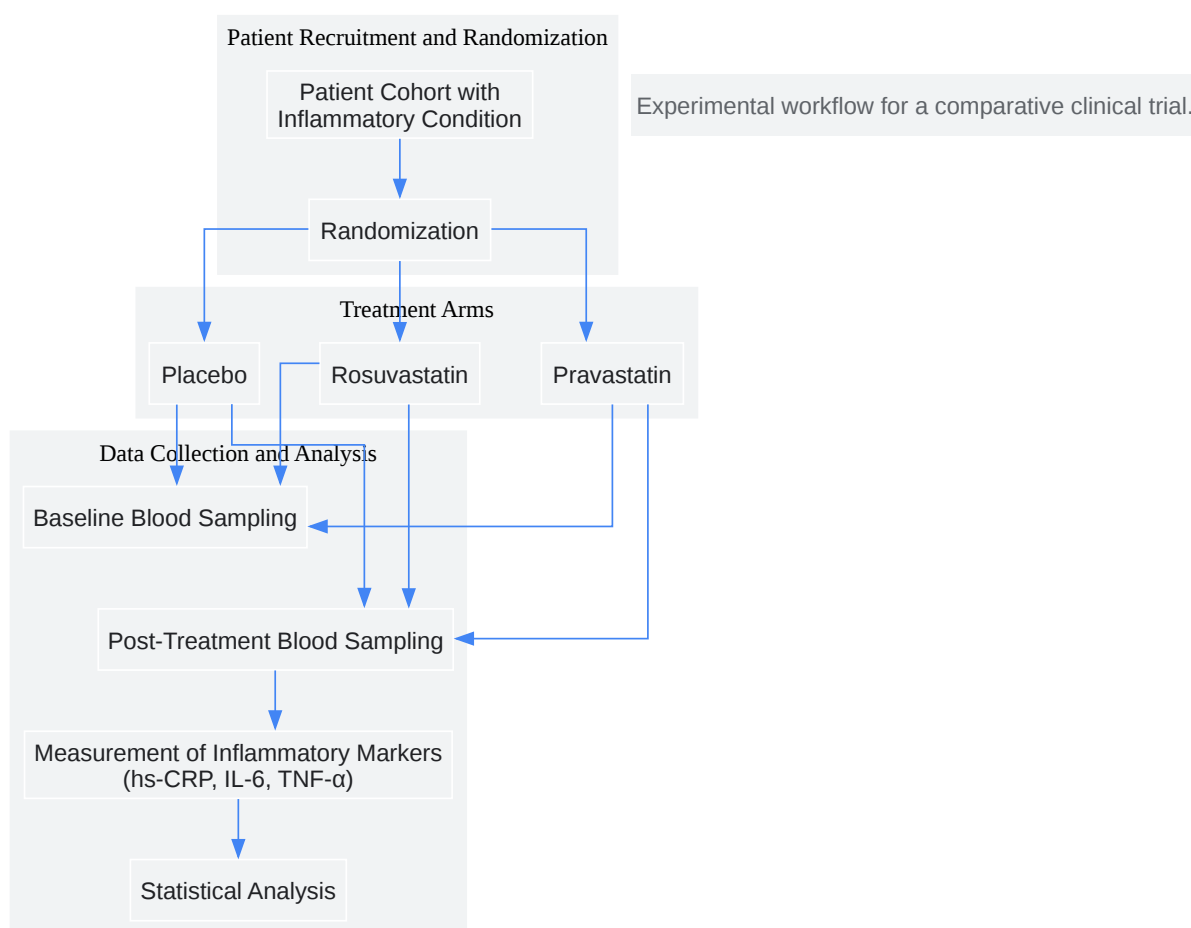 Patient Recruitment and Randomization
Patient Cohort with
Inflammatory Condition
Experimental workflow for a comparative clinical trial.
Randomization
Treatment Arms
Placebo
Rosuvastatin
Pravastatin
Data Collection and Analysis
Baseline Blood Sampling
Post-Treatment Blood Sampling
Measurement of Inflammatory Markers
(hs-CRP, IL-6, TNF-α)
Statistical Analysis